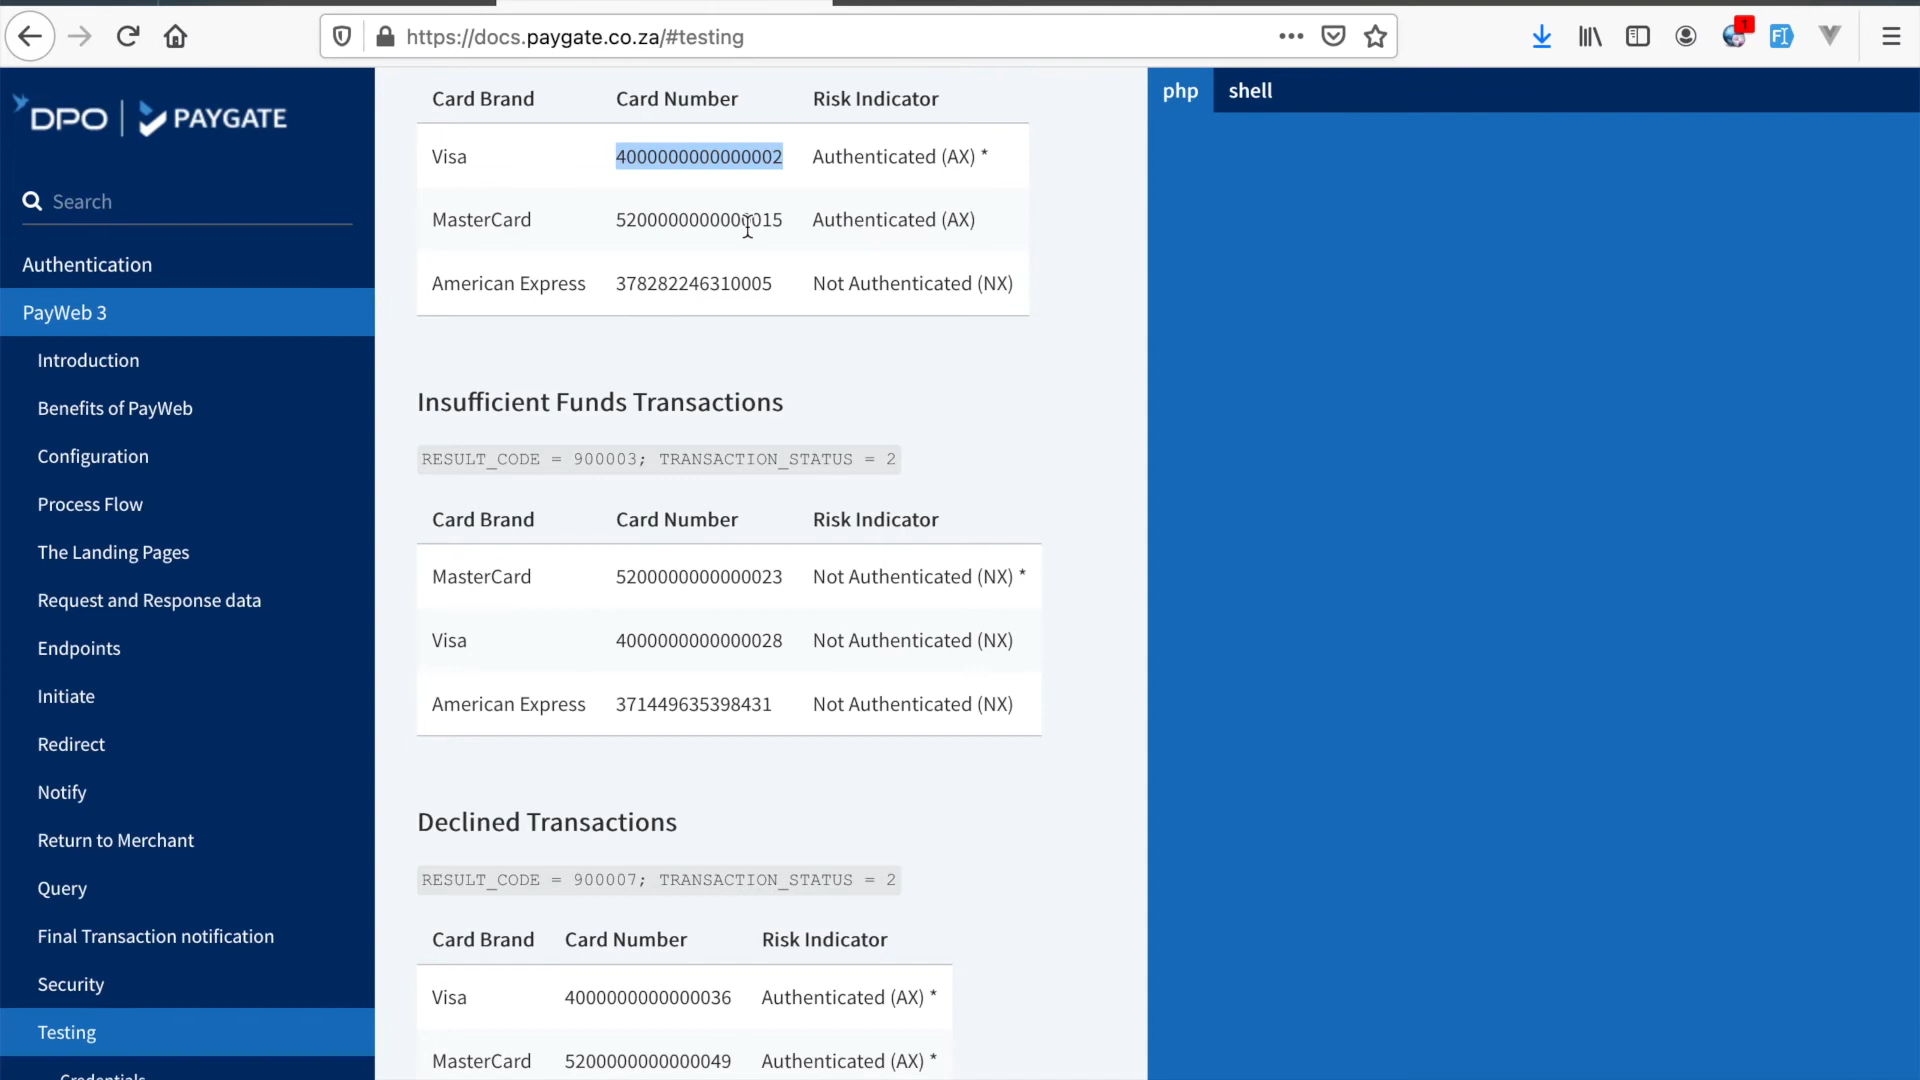 https://docs.paygate.co.za/#testing
1
FI
DPO | PAYGATE
Search
Authentication
PayWeb 3
Introduction
Benefits of PayWeb
Configuration
Process Flow
The Landing Pages
Request and Response data
Endpoints
Initiate
Redirect
Notify
Return to Merchant
Query
Final Transaction notification
Security
Testing
Credentials
Card Brand Card Number Risk Indicator
Visa 4000000000000002 Authenticated (AX) *
MasterCard 5200000000000015 Authenticated (AX)
American Express 378282246310005 Not Authenticated (NX)
Insufficient Funds Transactions
RESULT_CODE = 900003; TRANSACTION_STATUS = 2
Card Brand Card Number Risk Indicator
MasterCard 5200000000000023 Not Authenticated (NX) *
Visa 4000000000000028 Not Authenticated (NX)
American Express 371449635398431 Not Authenticated (NX)
Declined Transactions
RESULT_CODE = 900007; TRANSACTION_STATUS = 2
Card Brand Card Number Risk Indicator
Visa 4000000000000036 Authenticated (AX) *
MasterCard 5200000000000049 Authenticated (AX) *
php shell